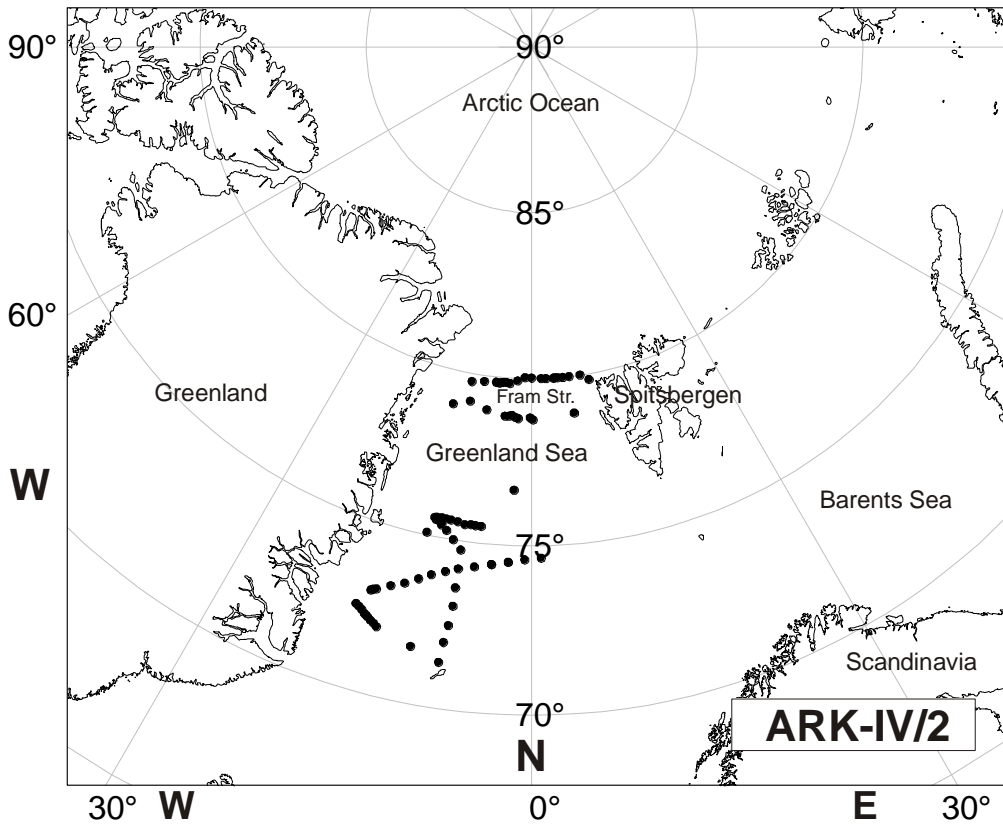 90°
90°
Arctic Ocean
85°
60°
Greenland
Fram Str.
Spitsbergen
Greenland Sea
W
Barents Sea
75°
Scandinavia
70°
ARK-IV/2
N
30°
W
0°
E
30°